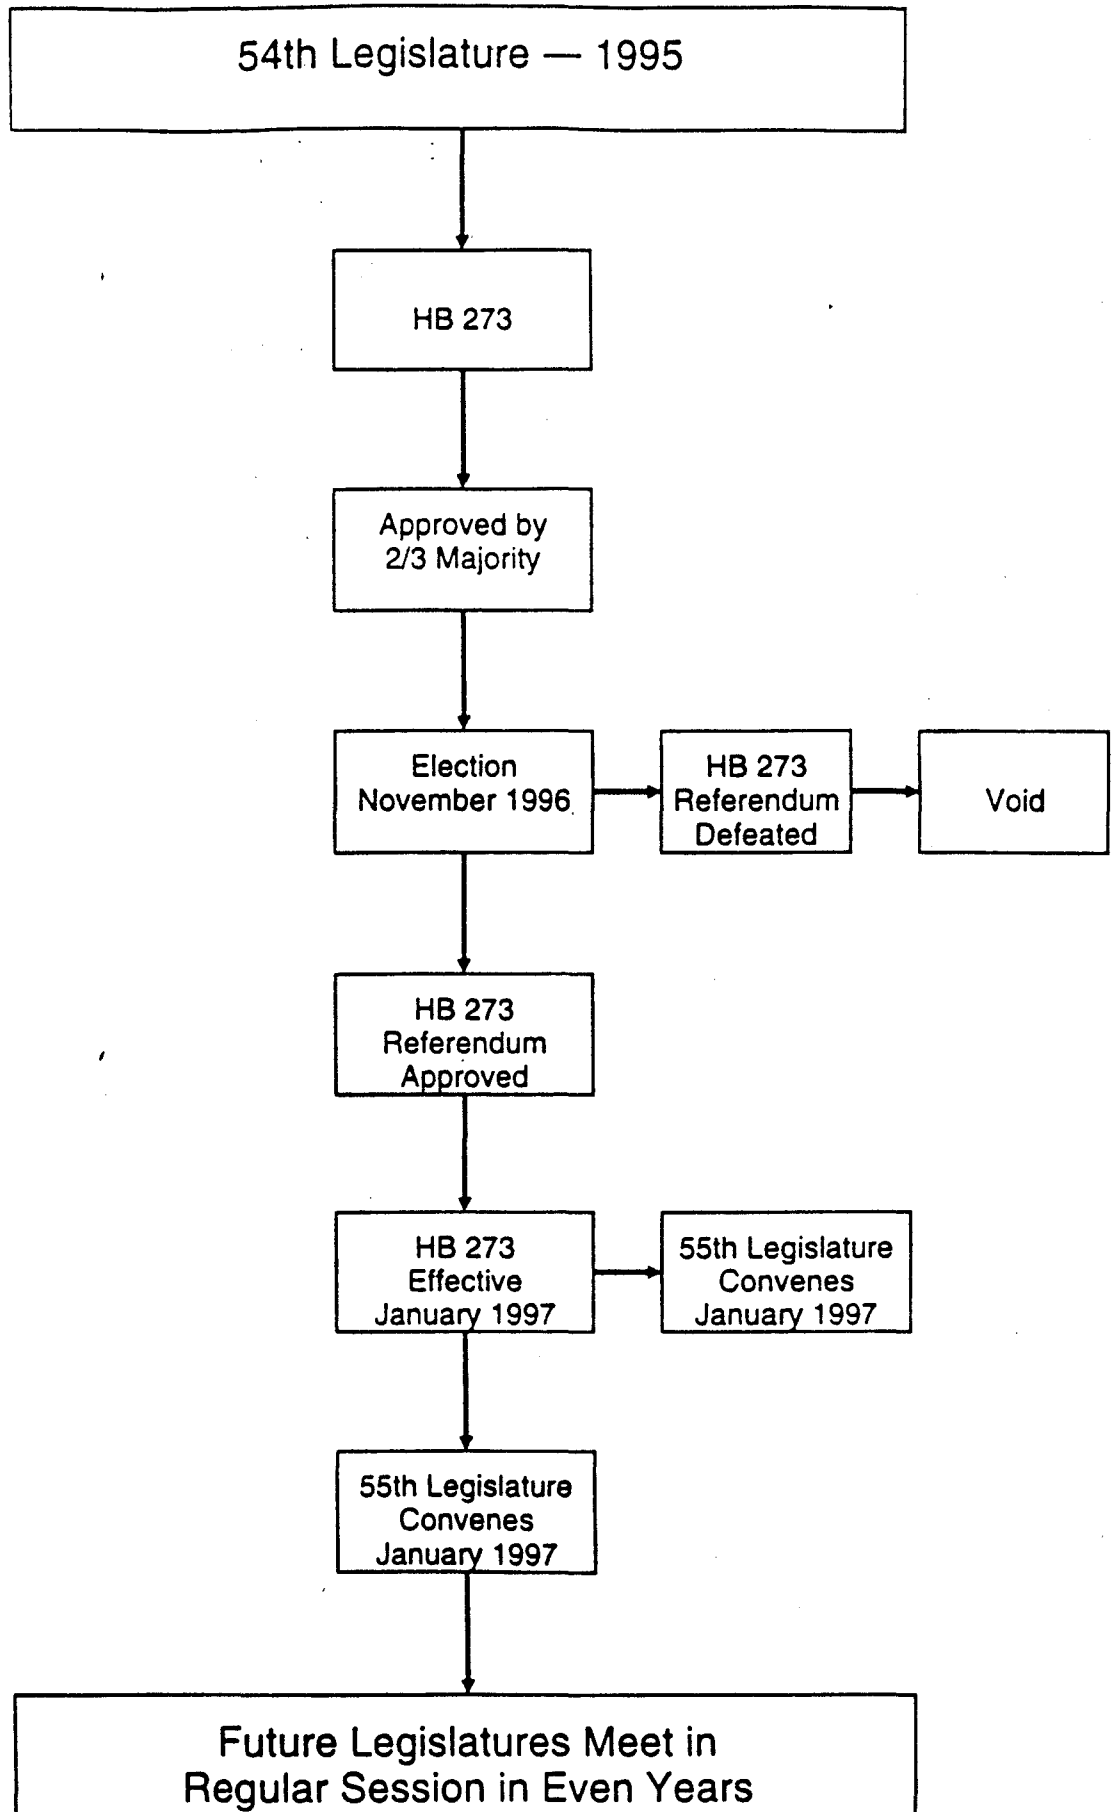 54th Legislature — 1995
HB 273
Approved by
2/3 Majority
Election
November 1996
HB 273
Referendum
Defeated
Void
HB 273
Referendum
Approved
HB 273
Effective
January 1997
55th Legislature
Convenes
January 1997
55th Legislature
Convenes
January 1997
Future Legislatures Meet in
Regular Session in Even Years